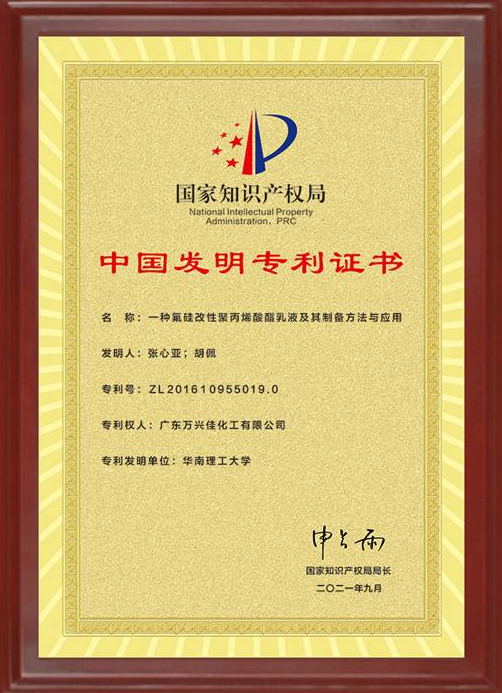 国家知识产权局
National Intellectual Property
Administration, PRC
中国发明专利证书
名 称：一种氟硅改性聚丙烯酸酯乳液及其制备方法与应用
发明人：张心亚；胡佩
专利号：ZL201610955019.0
专利权人：广东万兴佳化工有限公司
专利发明单位：华南理工大学
申长雨
国家知识产权局局长
二〇二一年九月